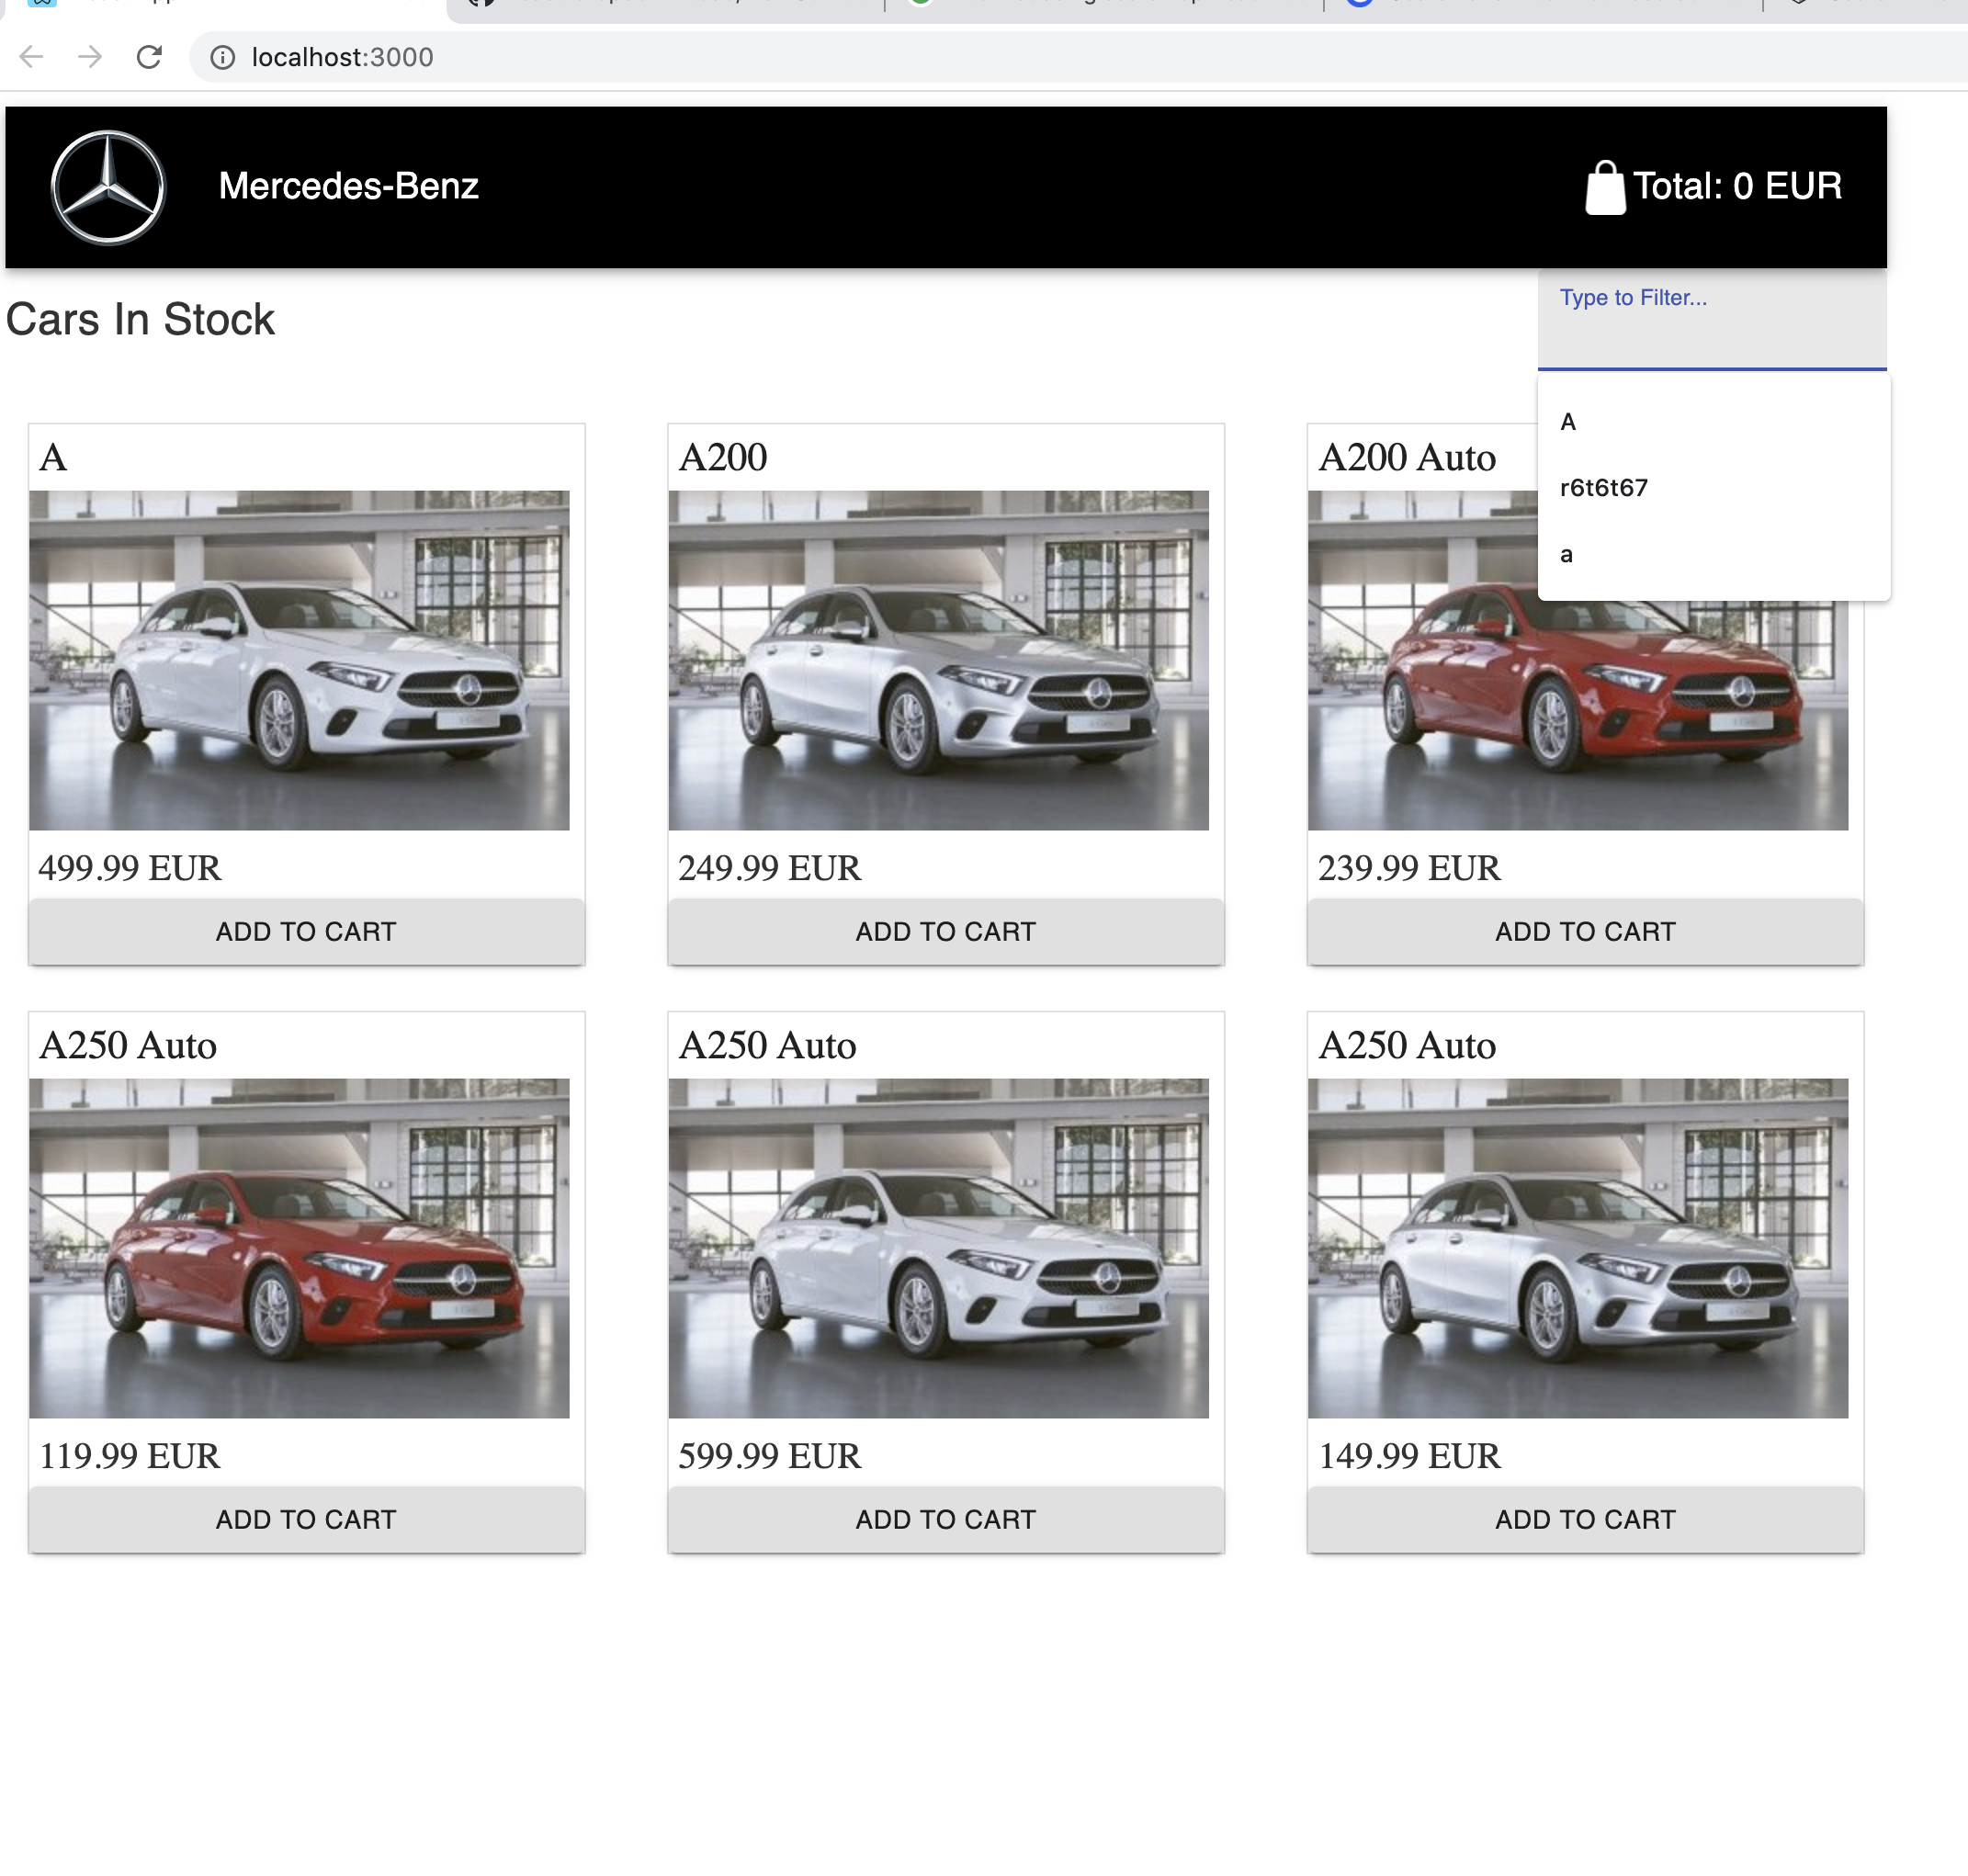 localhost:3000
Mercedes-Benz
Total: 0 EUR
Cars In Stock
Type to Filter...
A
r6t6t67
a
A
A200
A200 Auto
499.99 EUR
249.99 EUR
239.99 EUR
ADD TO CART
ADD TO CART
ADD TO CART
A250 Auto
A250 Auto
A250 Auto
119.99 EUR
599.99 EUR
149.99 EUR
ADD TO CART
ADD TO CART
ADD TO CART